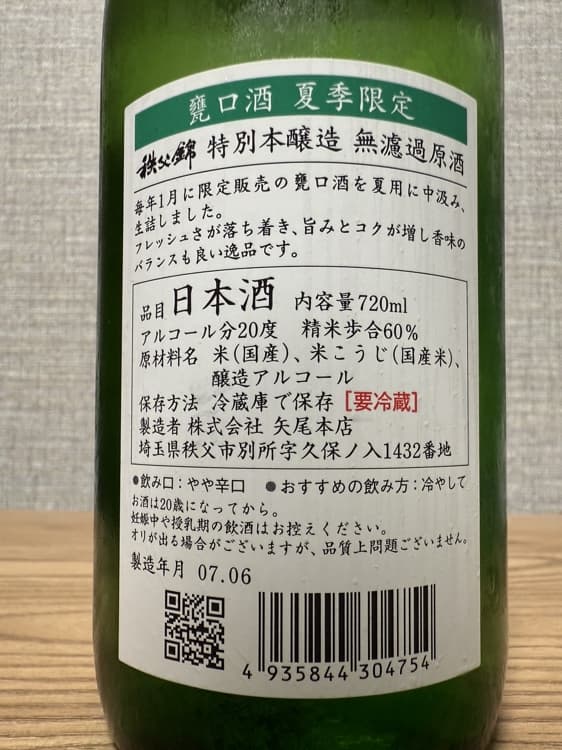 甕口酒 夏季限定
秩父錦 特別本醸造 無濾過原酒
毎年1月に限定販売の甕口酒を夏用に中汲み、
生詰しました。
フレッシュさが落ち着き、旨みとコクが増し香味の
バランスも良い逸品です。
品目 日本酒 内容量720ml
アルコール分20度 精米歩合60%
原材料名 米(国産)、米こうじ(国産米)、
醸造アルコール
保存方法 冷蔵庫で保存 [要冷蔵]
製造者 株式会社 矢尾本店
埼玉県秩父市別所字久保ノ入1432番地
●飲み口:やや辛口 ●おすすめの飲み方:冷やして
お酒は20歳になってから。
妊娠中や授乳期の飲酒はお控えください。
オリが出る場合がございますが、品質上問題ございません。
製造年月 07.06
4 935844 304754